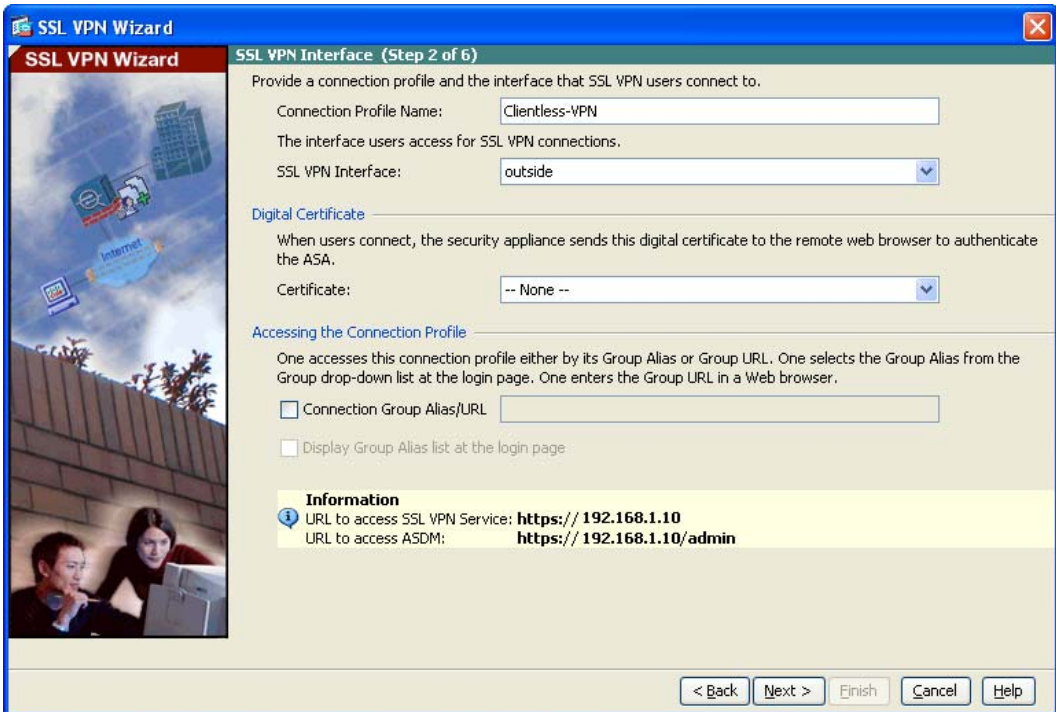 SSL VPN Wizard
SSL VPN Wizard
SSL VPN Interface (Step 2 of 6)
Provide a connection profile and the interface that SSL VPN users connect to.
Connection Profile Name: Clientless-VPN
The interface users access for SSL VPN connections.
SSL VPN Interface: outside
Digital Certificate
When users connect, the security appliance sends this digital certificate to the remote web browser to authenticate
the ASA.
Certificate: -- None --
Accessing the Connection Profile
One accesses this connection profile either by its Group Alias or Group URL. One selects the Group Alias from the
Group drop-down list at the login page. One enters the Group URL in a Web browser.
Connection Group Alias/URL
Display Group Alias list at the login page
Information
URL to access SSL VPN Service: https:// 192.168.1.10
URL to access ASDM: https:// 192.168.1.10/admin
Internet
< Back Next > Finish Cancel Help